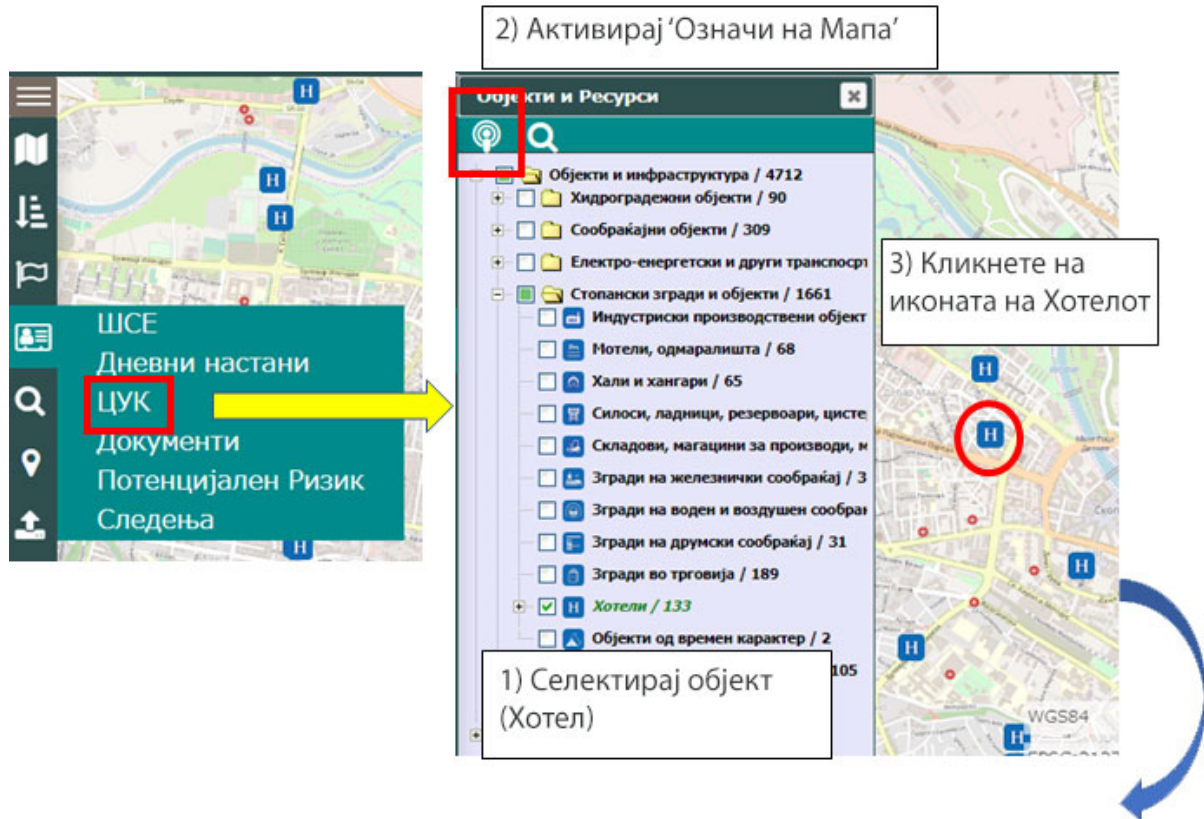 2) Активирај ‘Означи на Мапа’
ШСЕ
Дневни настани
ЦУК
Документи
Потенцијален Ризик
Следења
Објекти и Ресурси
Објекти и инфраструктура / 4712
Хидроградежни објекти / 90
Сообраќајни објекти / 309
Електро-енергетски и други транспосрт
Стопански згради и објекти / 1661
Индустриски производствени објект
Мотели, одмаралишта / 68
Хали и хангари / 65
Силоси, ладници, резервоари, цисте
Складови, магацини за производи, м
Згради на железнички сообраќај / 3
Згради на воден и воздушен сообраќ
Згради на друмски сообраќај / 31
Згради во трговија / 189
H Хотели / 133
Објекти од времен карактер / 2
105
1) Селектирај објект
(Хотел)
3) Кликнете на
иконата на Хотелот
H
H
H
H
H
H
H
H
H
WGS84